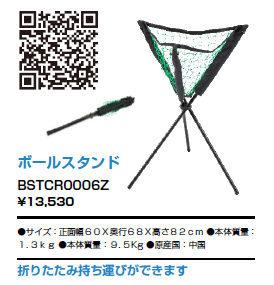 ボールスタンド
BSTCR0006Z
¥13,530
●サイズ：正面幅６０Ｘ奥行６８Ｘ高さ８２ｃｍ ●本体質量：
１.３ｋｇ ●本体質量：９.５Kg ●原産国：中国
折りたたみ持ち運びができます